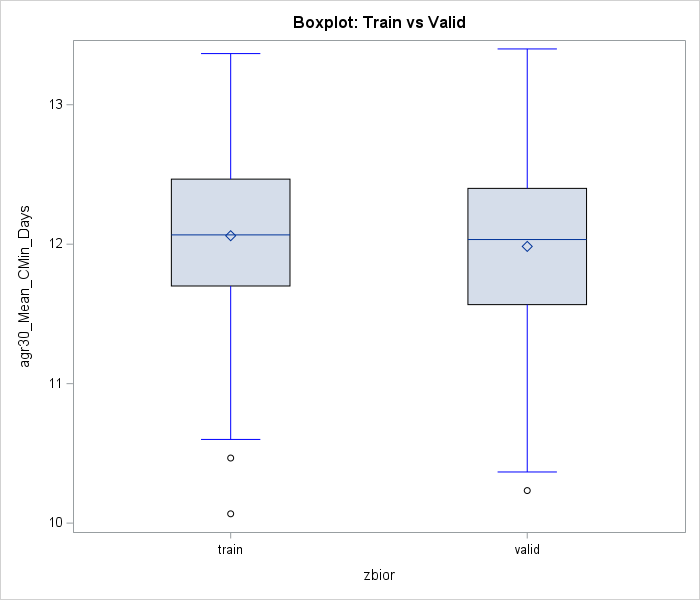 Boxplot: Train vs Valid
agr30_Mean_CMin_Days
13
12
11
10
train
valid
zbior